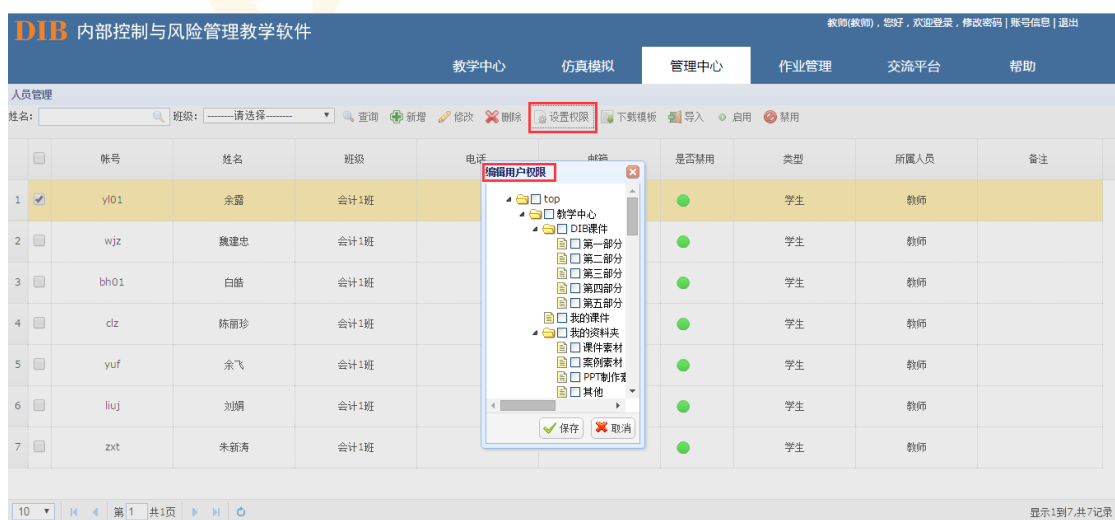 教师(教师)，您好，欢迎登录，修改密码 | 账号信息 | 退出
DIB 内部控制与风险管理教学软件
教学中心 仿真模拟 管理中心 作业管理 交流平台 帮助
人员管理
姓名: 班级: --------请选择-------- 查询 新增 修改 删除 设置权限 下载模板 导入 启用 禁用
帐号 姓名 班级 电话 邮箱 是否禁用 类型 所属人员 备注
1 yl01 余露 会计1班 学生 教师
2 wjz 魏建忠 会计1班 学生 教师
3 bh01 白皓 会计1班 学生 教师
4 clz 陈丽珍 会计1班 学生 教师
5 yuf 余飞 会计1班 学生 教师
6 liuj 刘娟 会计1班 学生 教师
7 zxt 朱新涛 会计1班 学生 教师
编辑用户权限
top
教学中心
DIB课件
第一部分
第二部分
第三部分
第四部分
第五部分
我的课件
我的资料夹
课件素材
案例素材
PPT制作素
其他
保存 取消
10 第 1 共1页 显示1到7,共7记录